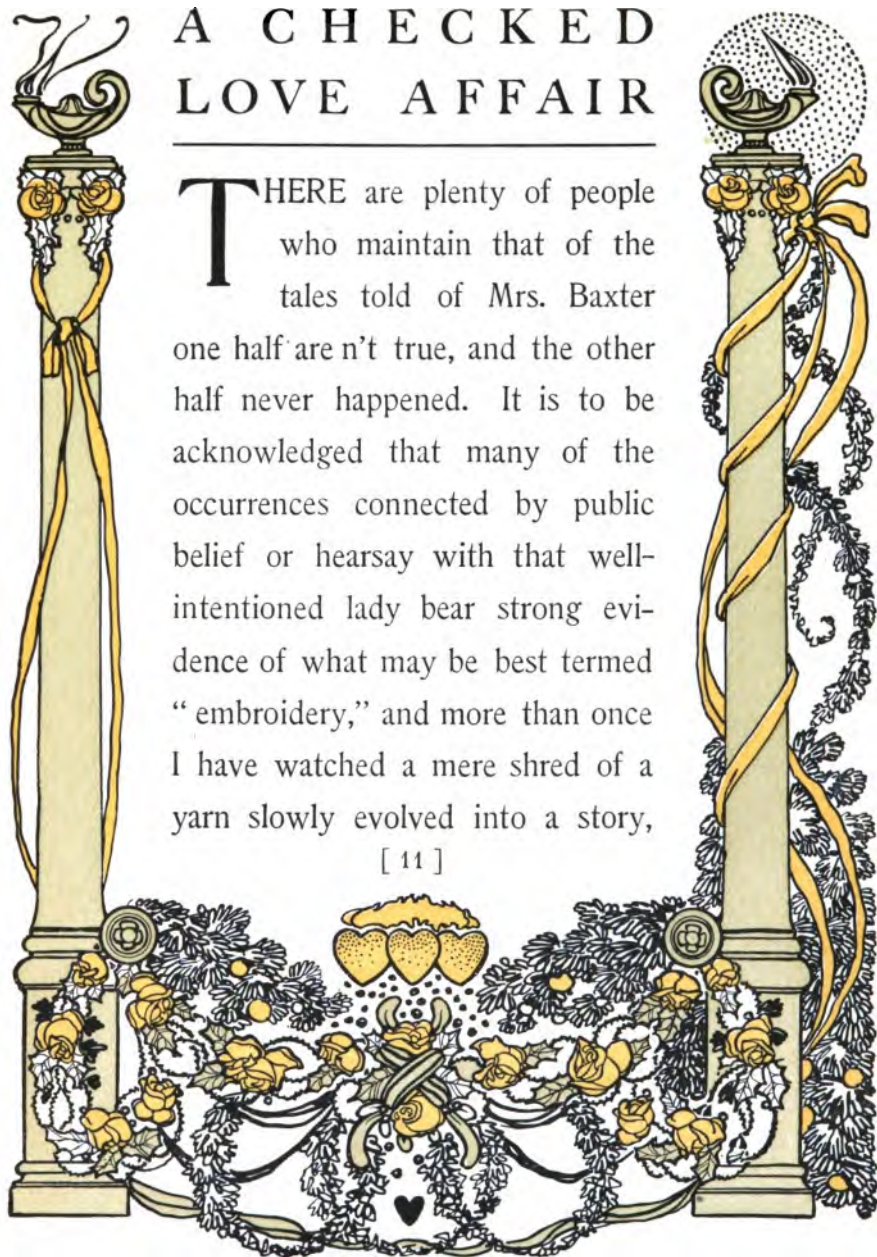 A CHECKED
LOVE AFFAIR
THERE are plenty of people
who maintain that of the
tales told of Mrs. Baxter
one half are n't true, and the other
half never happened. It is to be
acknowledged that many of the
occurrences connected by public
belief or hearsay with that well-
intentioned lady bear strong evi-
dence of what may be best termed
“ embroidery,” and more than once
I have watched a mere shred of a
yarn slowly evolved into a story,
[ 11 ]